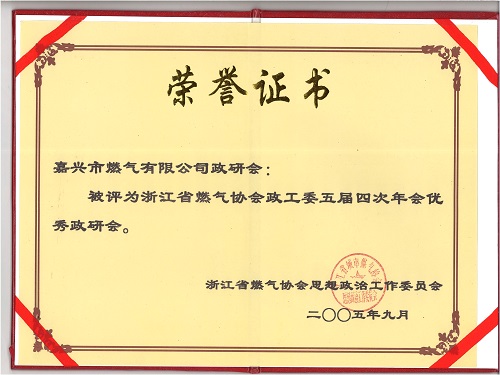 荣誉证书
嘉兴市燃气有限公司政研会：
被评为浙江省燃气协会政工委五届四次年会优
秀政研会。
浙江省燃气协会思想政治工作委员会
二〇〇五年九月